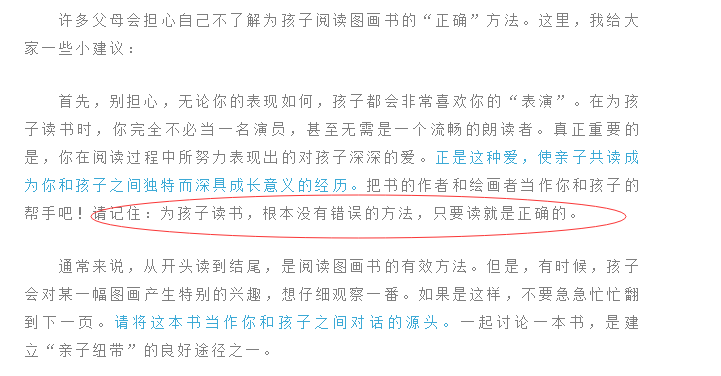 许多父母会担心自己不了解为孩子阅读图画书的“正确”方法。这里，我给大
家一些小建议：
首先，别担心，无论你的表现如何，孩子都会非常喜欢你的“表演”。在为孩
子读书时，你完全不必当一名演员，甚至无需是一个流畅的朗读者。真正重要的
是，你在阅读过程中所努力表现出的对孩子深深的爱。正是这种爱，使亲子共读成
为你和孩子之间独特而深具成长意义的经历。把书的作者和绘画者当作你和孩子的
帮手吧！请记住：为孩子读书，根本没有错误的方法，只要读就是正确的。
通常来说，从开头读到结尾，是阅读图画书的有效方法。但是，有时候，孩子
会对某一幅图画产生特别的兴趣，想仔细观察一番。如果是这样，不要急急忙忙翻
到下一页。请将这本书当作你和孩子之间对话的源头。一起讨论一本书，是建
立“亲子纽带”的良好途径之一。